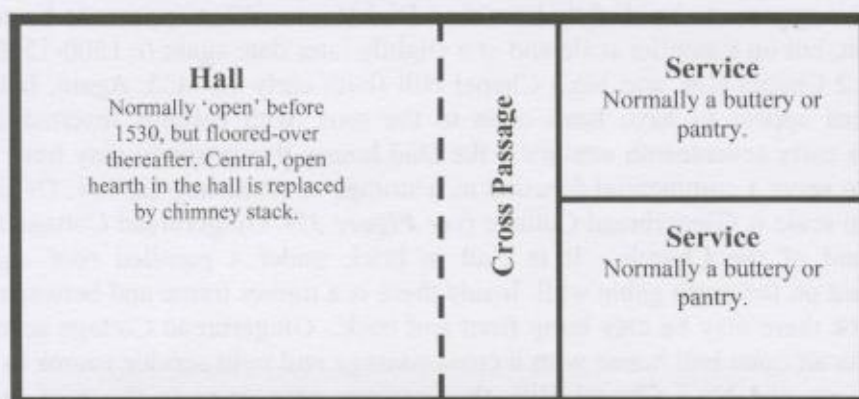 Hall
Normally ‘open’ before
1530, but floored-over
thereafter. Central, open
hearth in the hall is replaced
by chimney stack.
Cross Passage
Service
Normally a buttery or
pantry.
Service
Normally a buttery or
pantry.